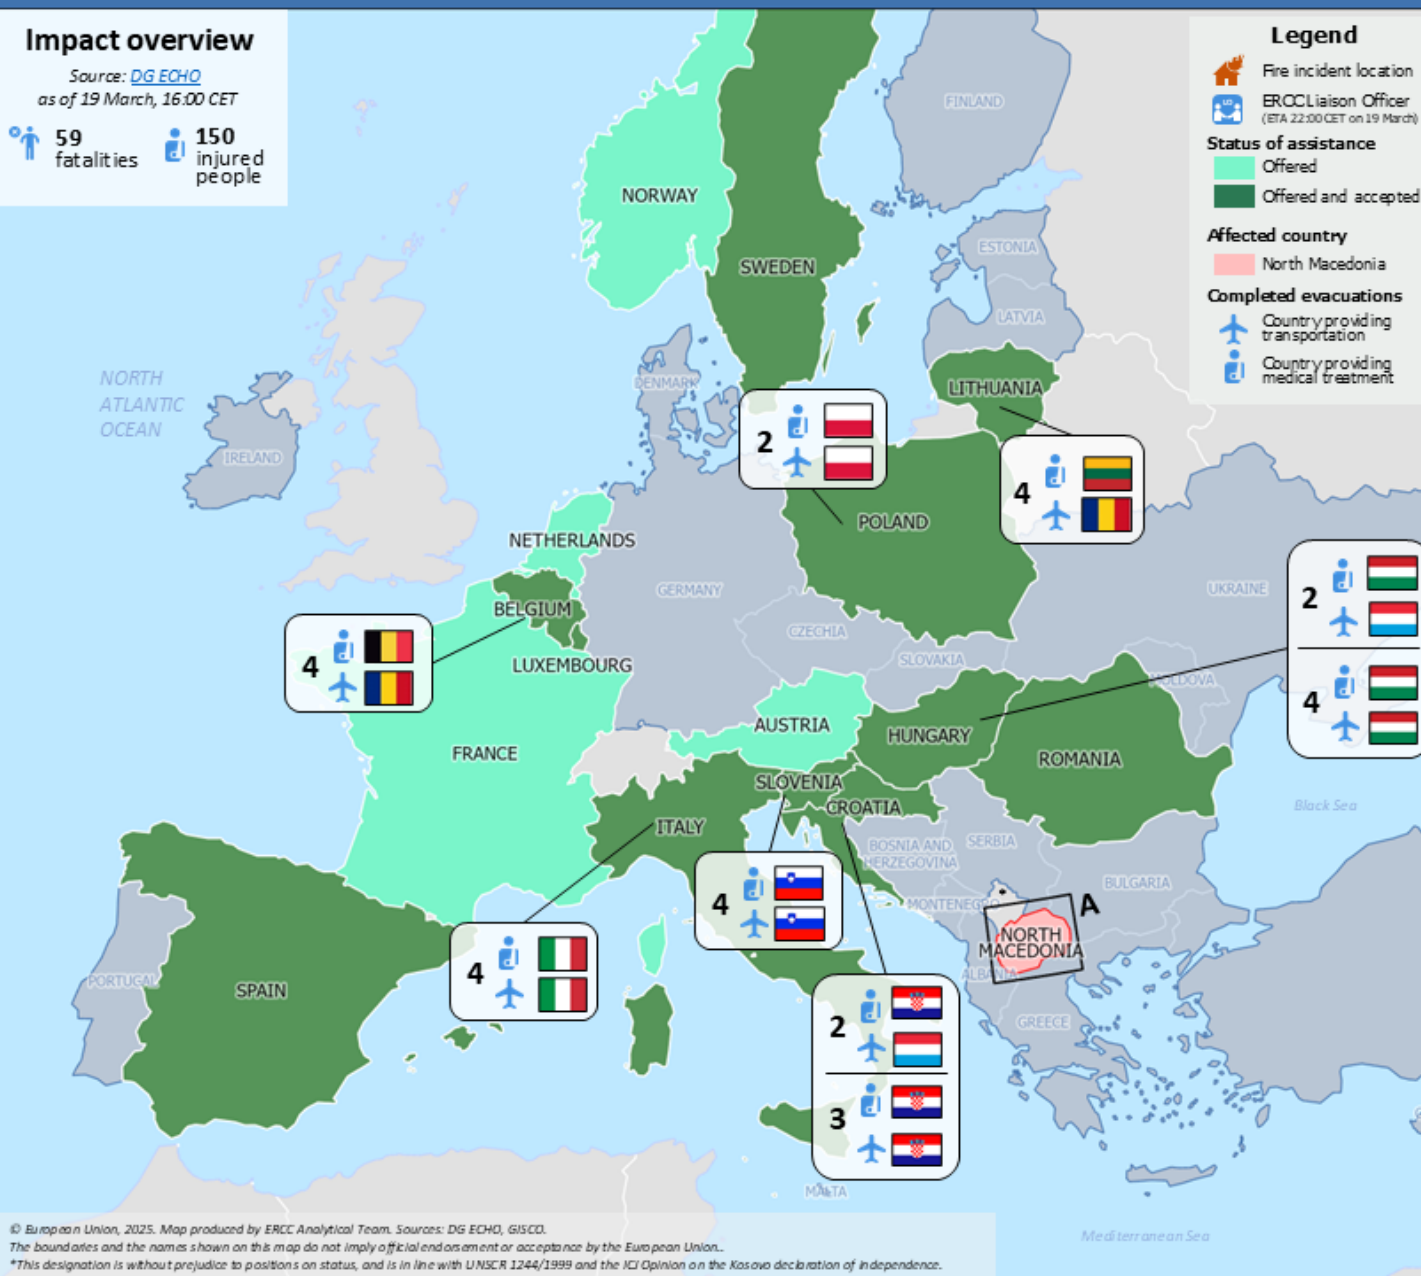 Impact overview
Source: DG ECHO
as of 19 March, 16:00 CET
59
fatalities
150
injured
people
Legend
Fire incident location
ERCC Liaison Officer
(ETA 22:00 CET on 19 March)
Status of assistance
Offered
Offered and accepted
Affected country
North Macedonia
Completed evacuations
Country providing
transportation
Country providing
medical treatment
FINLAND
NORWAY
ESTONIA
SWEDEN
LATVIA
NORTH
ATLANTIC
OCEAN
DENMARK
LITHUANIA
2
IRELAND
4
POLAND
NETHERLANDS
GERMANY
UKRAINE
2
BELGIUM
CZECHIA
4
LUXEMBOURG
SLOVAKIA
MOLDOVA
4
AUSTRIA
HUNGARY
FRANCE
ROMANIA
SLOVENIA
CROATIA
Black Sea
ITALY
SERBIA
BOSNIA AND
HERZEGOVINA
BULGARIA
4
MONTENEGRO
A
NORTH
MACEDONIA
ALBANIA
4
PORTUGAL
SPAIN
GREECE
2
3
MALTA
Mediterranean Sea
© European Union, 2025. Map produced by ERCC Analytical Team. Sources: DG ECHO, GISCO.
The boundaries and the names shown on this map do not imply official endorsement or acceptance by the European Union..
*This designation is without prejudice to positions on status, and is in line with UNSCR 1244/1999 and the ICJ Opinion on the Kosovo declaration of independence.